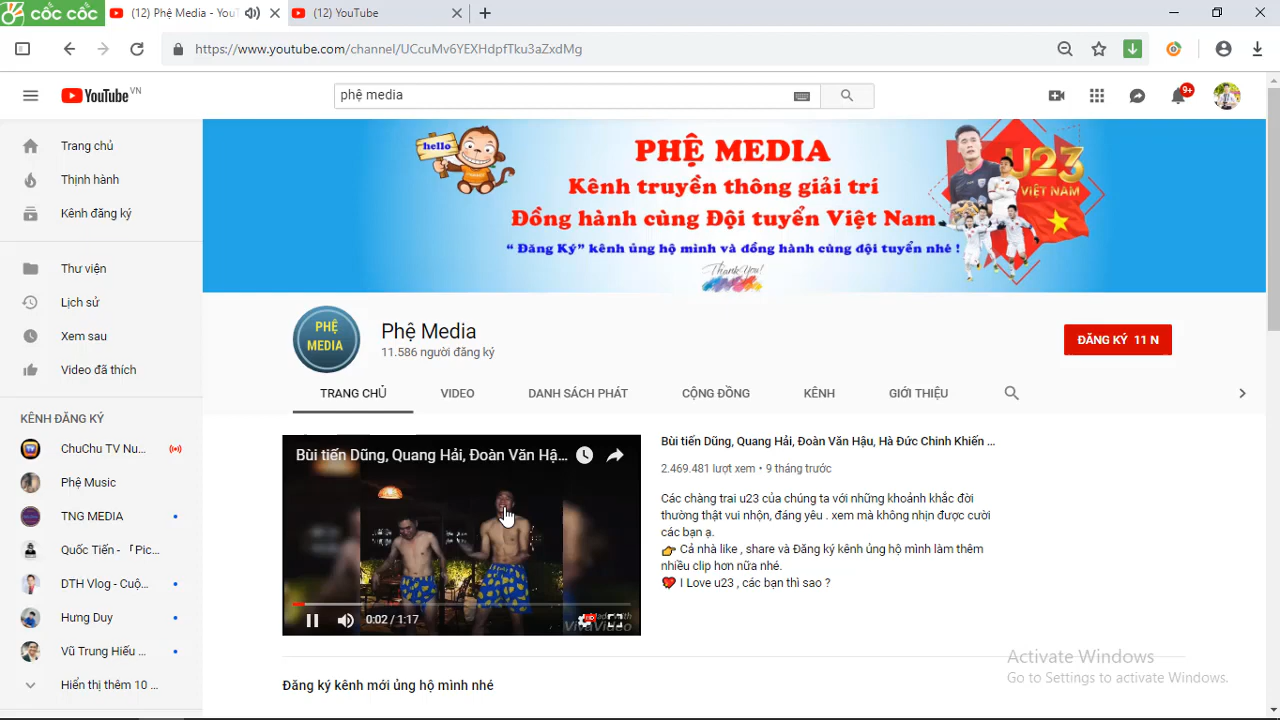 CỐC CỐC
(12) Phệ Media - You
(12) YouTube
https://www.youtube.com/channel/UCcuMv6YEXHdpfTku3aZxdMg
YouTube VN
phệ media
9+
Trang chủ
Thịnh hành
Kênh đăng ký
Thư viện
Lịch sử
Xem sau
Video đã thích
KÊNH ĐĂNG KÝ
ChuChu TV Nu...
Phệ Music
TNG MEDIA
Quốc Tiến - 「Pic...
DTH Vlog - Cuộ...
Hưng Duy
Vũ Trung Hiếu ...
Hiển thị thêm 10 ...
hello
PHỆ MEDIA
Kênh truyền thông giải trí
Đồng hành cùng Đội tuyển Việt Nam
“ Đăng Ký” kênh ủng hộ mình và đồng hành cùng đội tuyển nhé !
Thank You!
U23
VIỆT NAM
PHỆ
MEDIA
Phệ Media
11.586 người đăng ký
ĐĂNG KÝ 11 N
TRANG CHỦ
VIDEO
DANH SÁCH PHÁT
CỘNG ĐỒNG
KÊNH
GIỚI THIỆU
Bùi tiến Dũng, Quang Hải, Đoàn Văn Hậ...
0:02 / 1:17
HD
VivaVideo
Bùi tiến Dũng, Quang Hải, Đoàn Văn Hậu, Hà Đức Chinh Khiến ...
2.469.481 lượt xem • 9 tháng trước
Các chàng trai u23 của chúng ta với những khoảnh khắc đời
thường thật vui nhộn, đáng yêu . xem mà không nhịn được cười
các bạn ạ.
👉 Cả nhà like , share và Đăng ký kênh ủng hộ mình làm thêm
nhiều clip hơn nữa nhé.
💘 I Love u23 , các bạn thì sao ?
Đăng ký kênh mới ủng hộ mình nhé
Activate Windows
Go to Settings to activate Windows.